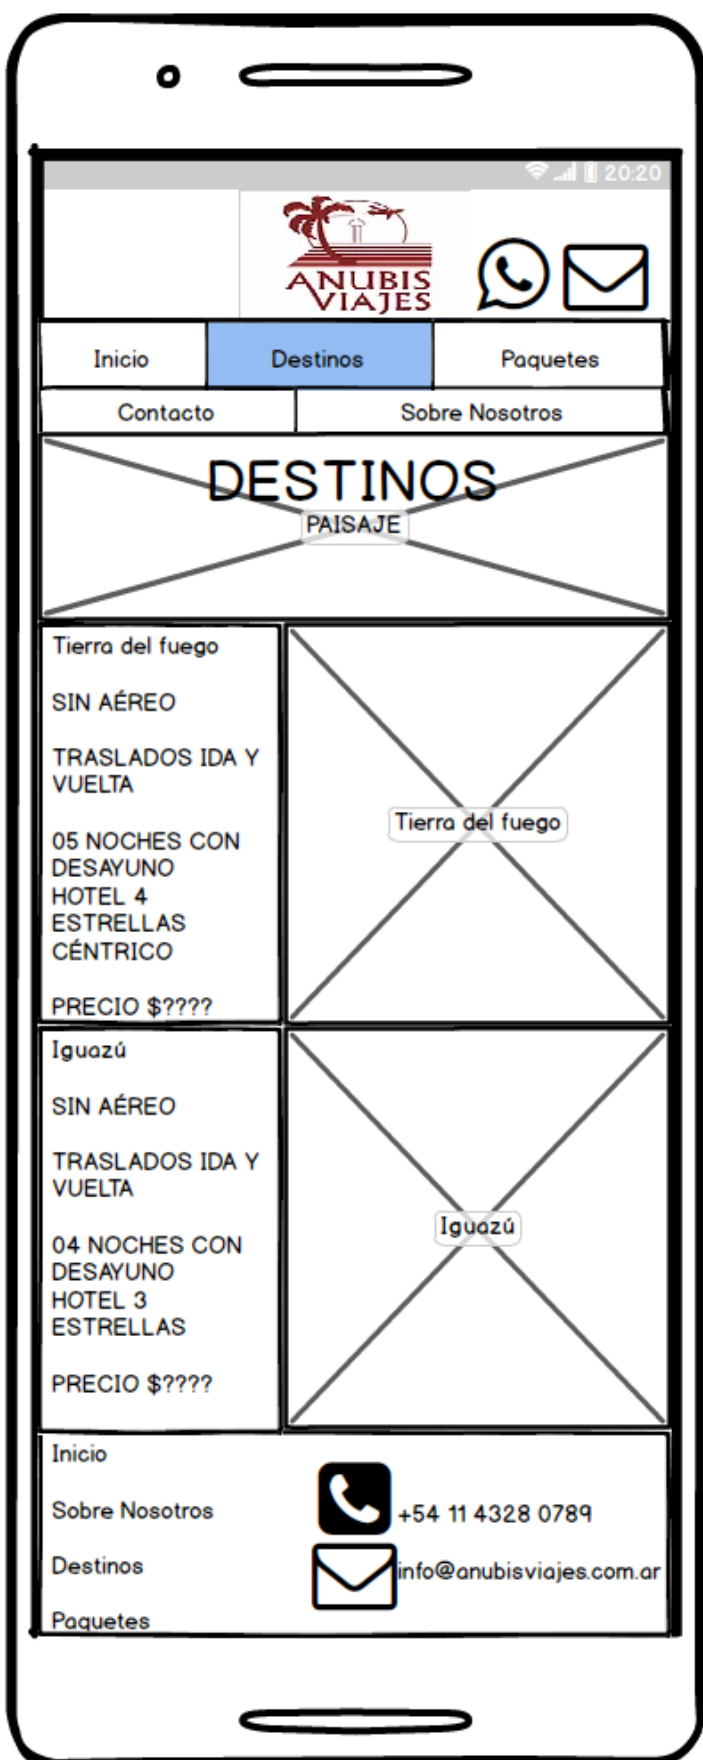 20:20
ANUBIS
VIAJES
Inicio
Destinos
Paquetes
Contacto
Sobre Nosotros
DESTINOS
PAISAJE
Tierra del fuego
SIN AÉREO
TRASLADOS IDA Y
VUELTA
05 NOCHES CON
DESAYUNO
HOTEL 4
ESTRELLAS
CÉNTRICO
PRECIO $????
Tierra del fuego
Iguazú
SIN AÉREO
TRASLADOS IDA Y
VUELTA
04 NOCHES CON
DESAYUNO
HOTEL 3
ESTRELLAS
PRECIO $????
Iguazú
Inicio
Sobre Nosotros
Destinos
Paquetes
+54 11 4328 0789
info@anubisviajes.com.ar